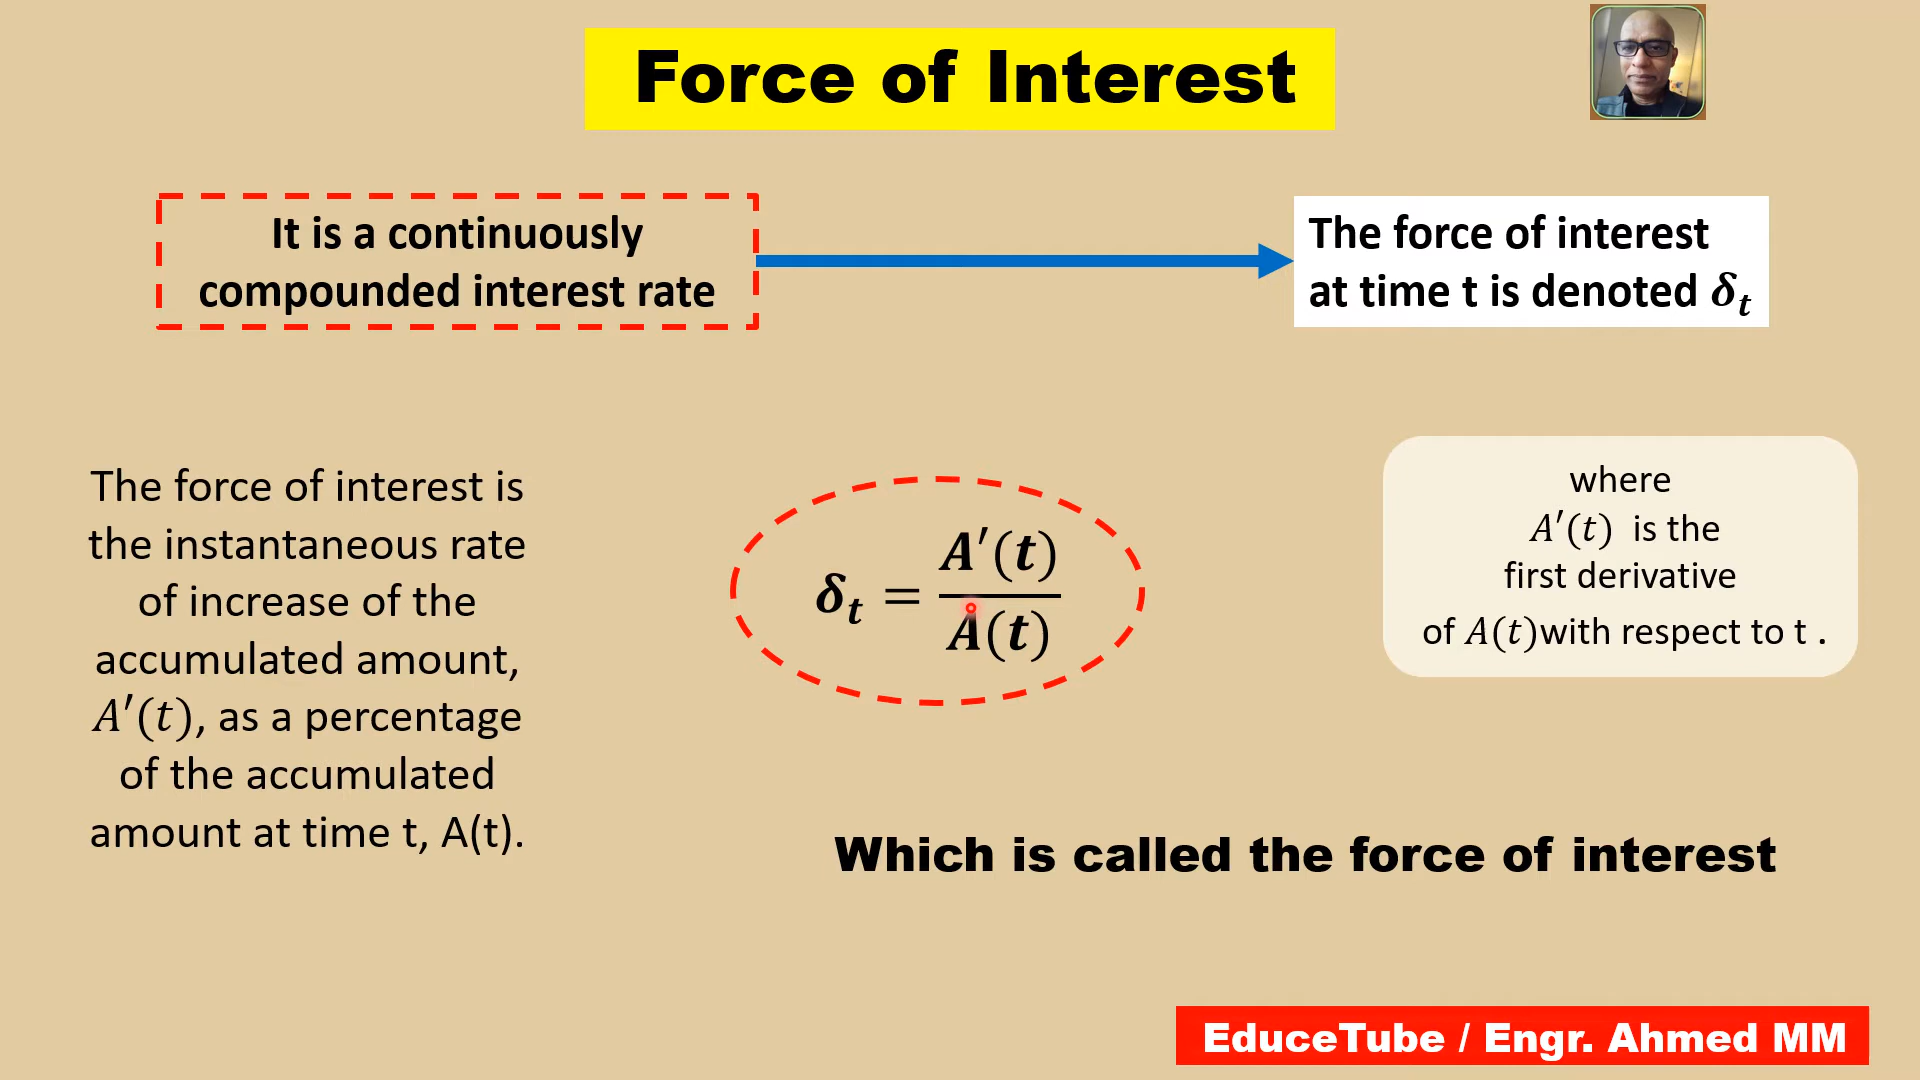 Force of Interest
It is a continuously
compounded interest rate
The force of interest
at time t is denoted δₜ
The force of interest is
the instantaneous rate
of increase of the
accumulated amount,
A′(t), as a percentage
of the accumulated
amount at time t, A(t).
δₜ = A′(t) / A(t)
where
A′(t) is the
first derivative
of A(t)with respect to t .
Which is called the force of interest
EduceTube / Engr. Ahmed MM